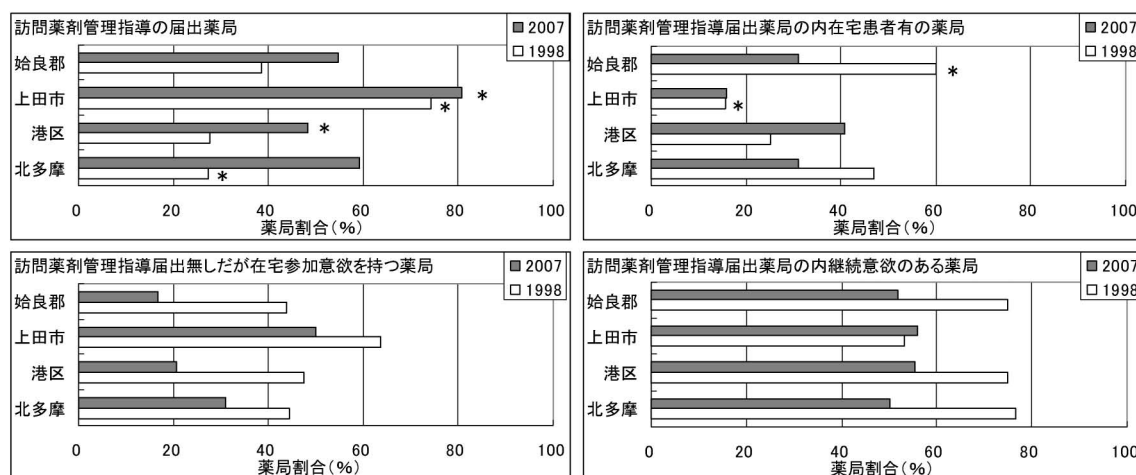 訪問薬剤管理指導の届出薬局
2007
1998
姶良郡
上田市
*
*
港区
*
北多摩
*
0 20 40 60 80 100
薬局割合(%)
訪問薬剤管理指導届出薬局の内在宅患者有の薬局
2007
1998
姶良郡
*
上田市
*
港区
北多摩
0 20 40 60 80 100
薬局割合(%)
訪問薬剤管理指導届出無しだが在宅参加意欲を持つ薬局
2007
1998
姶良郡
上田市
港区
北多摩
0 20 40 60 80 100
薬局割合(%)
訪問薬剤管理指導届出薬局の内継続意欲のある薬局
2007
1998
姶良郡
上田市
港区
北多摩
0 20 40 60 80 100
薬局割合(%)